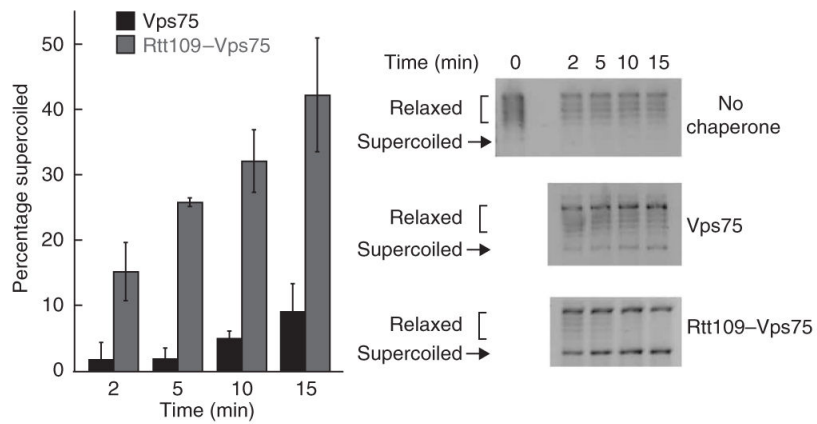 Vps75
Rtt109–Vps75
50
40
30
20
10
0
Percentage supercoiled
2 5 10 15
Time (min)
Time (min) 0 2 5 10 15
Relaxed
Supercoiled
No
chaperone
Relaxed
Supercoiled
Vps75
Relaxed
Supercoiled
Rtt109–Vps75